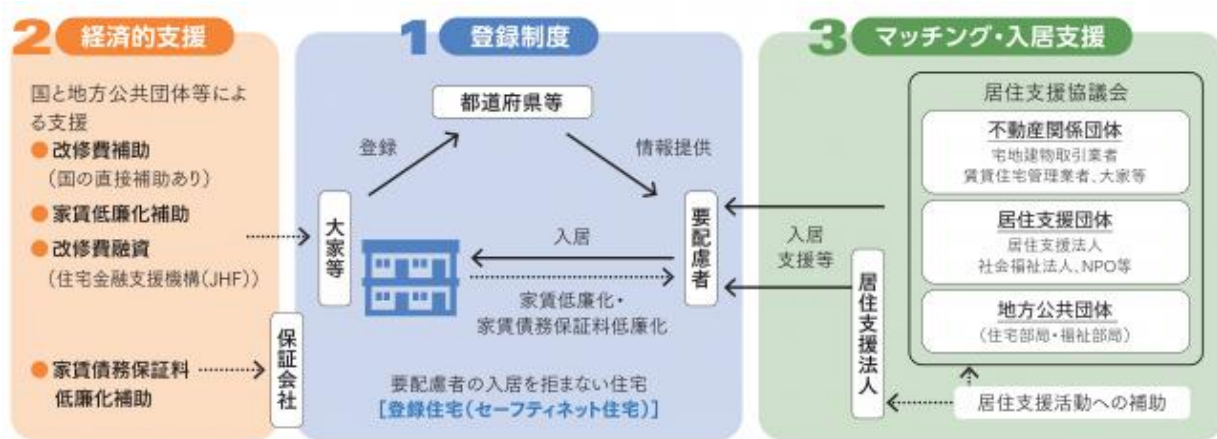 2 経済的支援
国と地方公共団体等によ
る支援
●改修費補助
(国の直接補助あり)
●家賃低廉化補助
●改修費融資
(住宅金融支援機構(JHF))
●家賃債務保証料
低廉化補助
保証会社
1 登録制度
都道府県等
登録
情報提供
大家等
入居
要配慮者
家賃低廉化・
家賃債務保証料低廉化
要配慮者の入居を拒まない住宅
[登録住宅(セーフティネット住宅)]
3 マッチング・入居支援
入居
支援等
居住支援法人
居住支援協議会
不動産関係団体
宅地建物取引業者
賃貸住宅管理業者、大家等
居住支援団体
居住支援法人
社会福祉法人、NPO等
地方公共団体
(住宅部局・福祉部局)
居住支援活動への補助